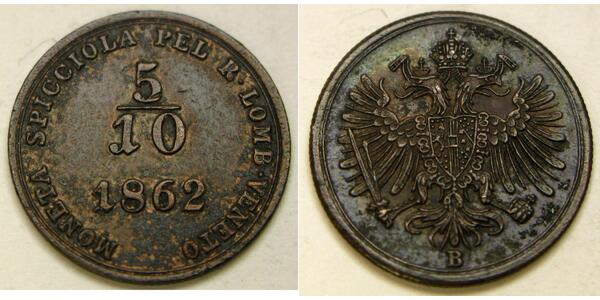 MONETA SPICCIOLA PEL R. LOMB. VENETO
5
10
1862
B